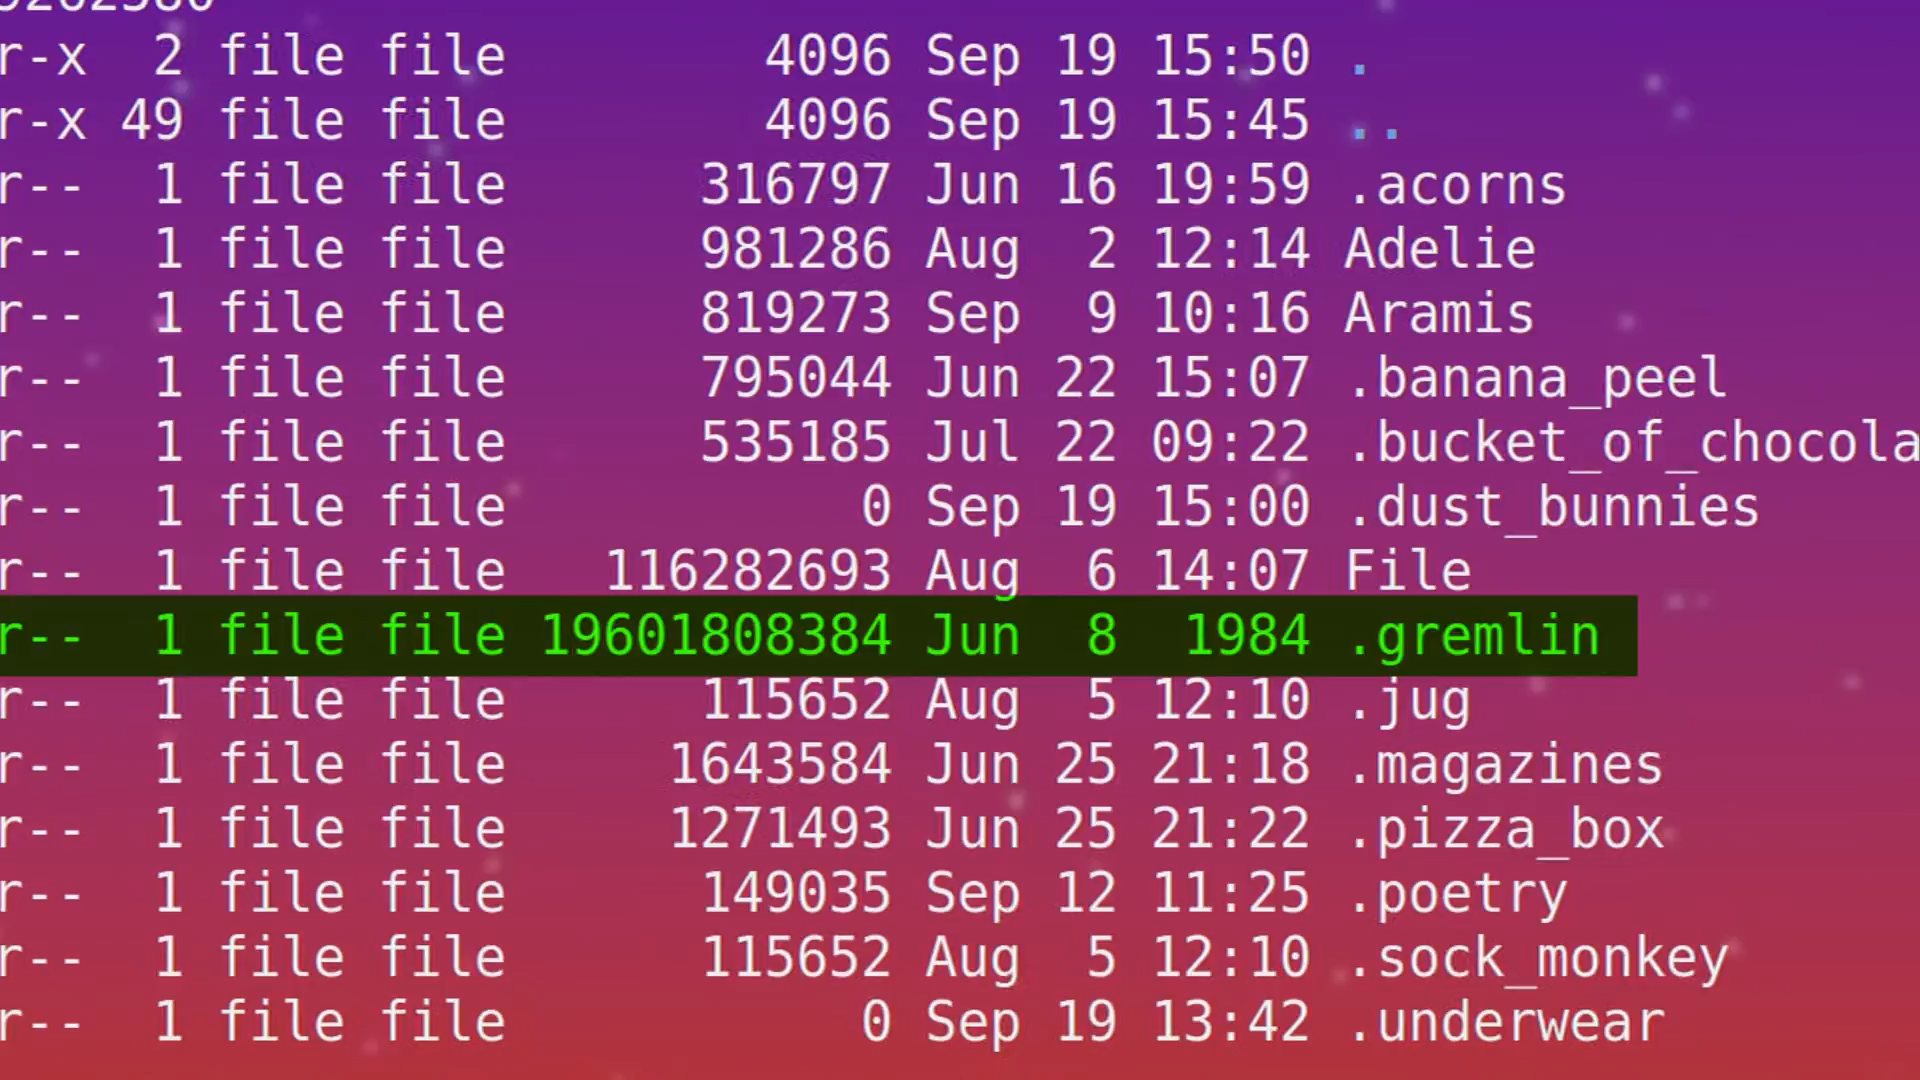 r-x 2 file file 4096 Sep 19 15:50 .
r-x 49 file file 4096 Sep 19 15:45 ..
r-- 1 file file 316797 Jun 16 19:59 .acorns
r-- 1 file file 981286 Aug 2 12:14 Adelie
r-- 1 file file 819273 Sep 9 10:16 Aramis
r-- 1 file file 795044 Jun 22 15:07 .banana_peel
r-- 1 file file 535185 Jul 22 09:22 .bucket_of_chocola
r-- 1 file file 0 Sep 19 15:00 .dust_bunnies
r-- 1 file file 116282693 Aug 6 14:07 File
r-- 1 file file 19601808384 Jun 8 1984 .gremlin
r-- 1 file file 115652 Aug 5 12:10 .jug
r-- 1 file file 1643584 Jun 25 21:18 .magazines
r-- 1 file file 1271493 Jun 25 21:22 .pizza_box
r-- 1 file file 149035 Sep 12 11:25 .poetry
r-- 1 file file 115652 Aug 5 12:10 .sock_monkey
r-- 1 file file 0 Sep 19 13:42 .underwear